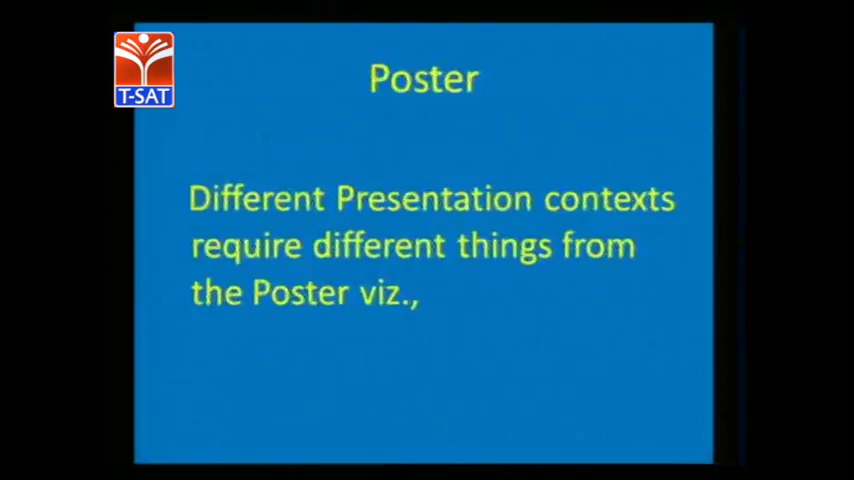 T-SAT
Poster
Different Presentation contexts
require different things from
the Poster viz.,